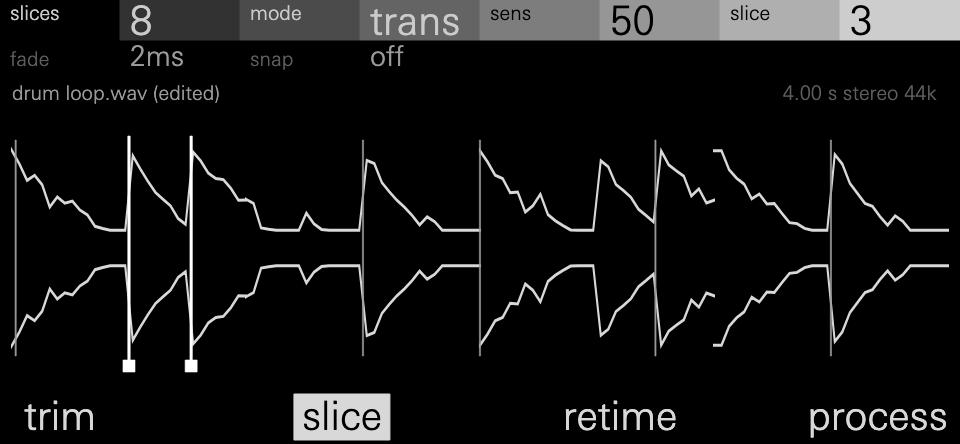 slices 8 mode trans sens 50 slice 3
fade 2ms snap off
drum loop.wav (edited) 4.00 s stereo 44k
trim slice retime process